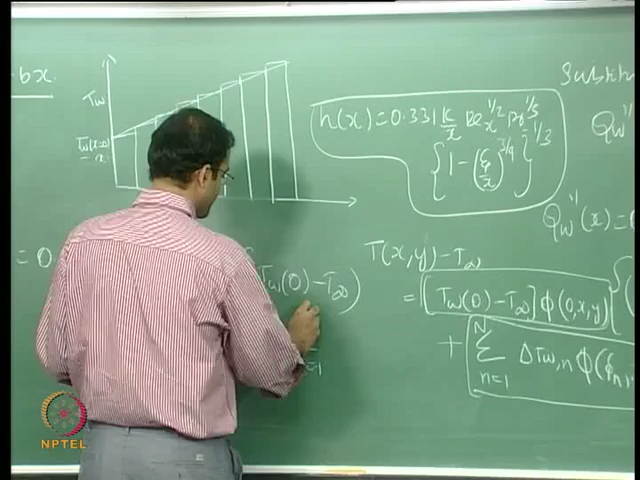 bx.
Tw
Tw(x=0)
h(x) = 0.331 K/x Re_x^1/2 Pr^1/3
{1 - (ξ/x)^3/4}^-1/3
Substitu
Qw''
Qw''(x) =
= 0.
Tw(0) - T∞)
T(x,y) - T∞
= [Tw(0) - T∞] φ(0,x,y)
+ Σ n=1 N ΔTw,n φ(ξn,
=1
NPTEL